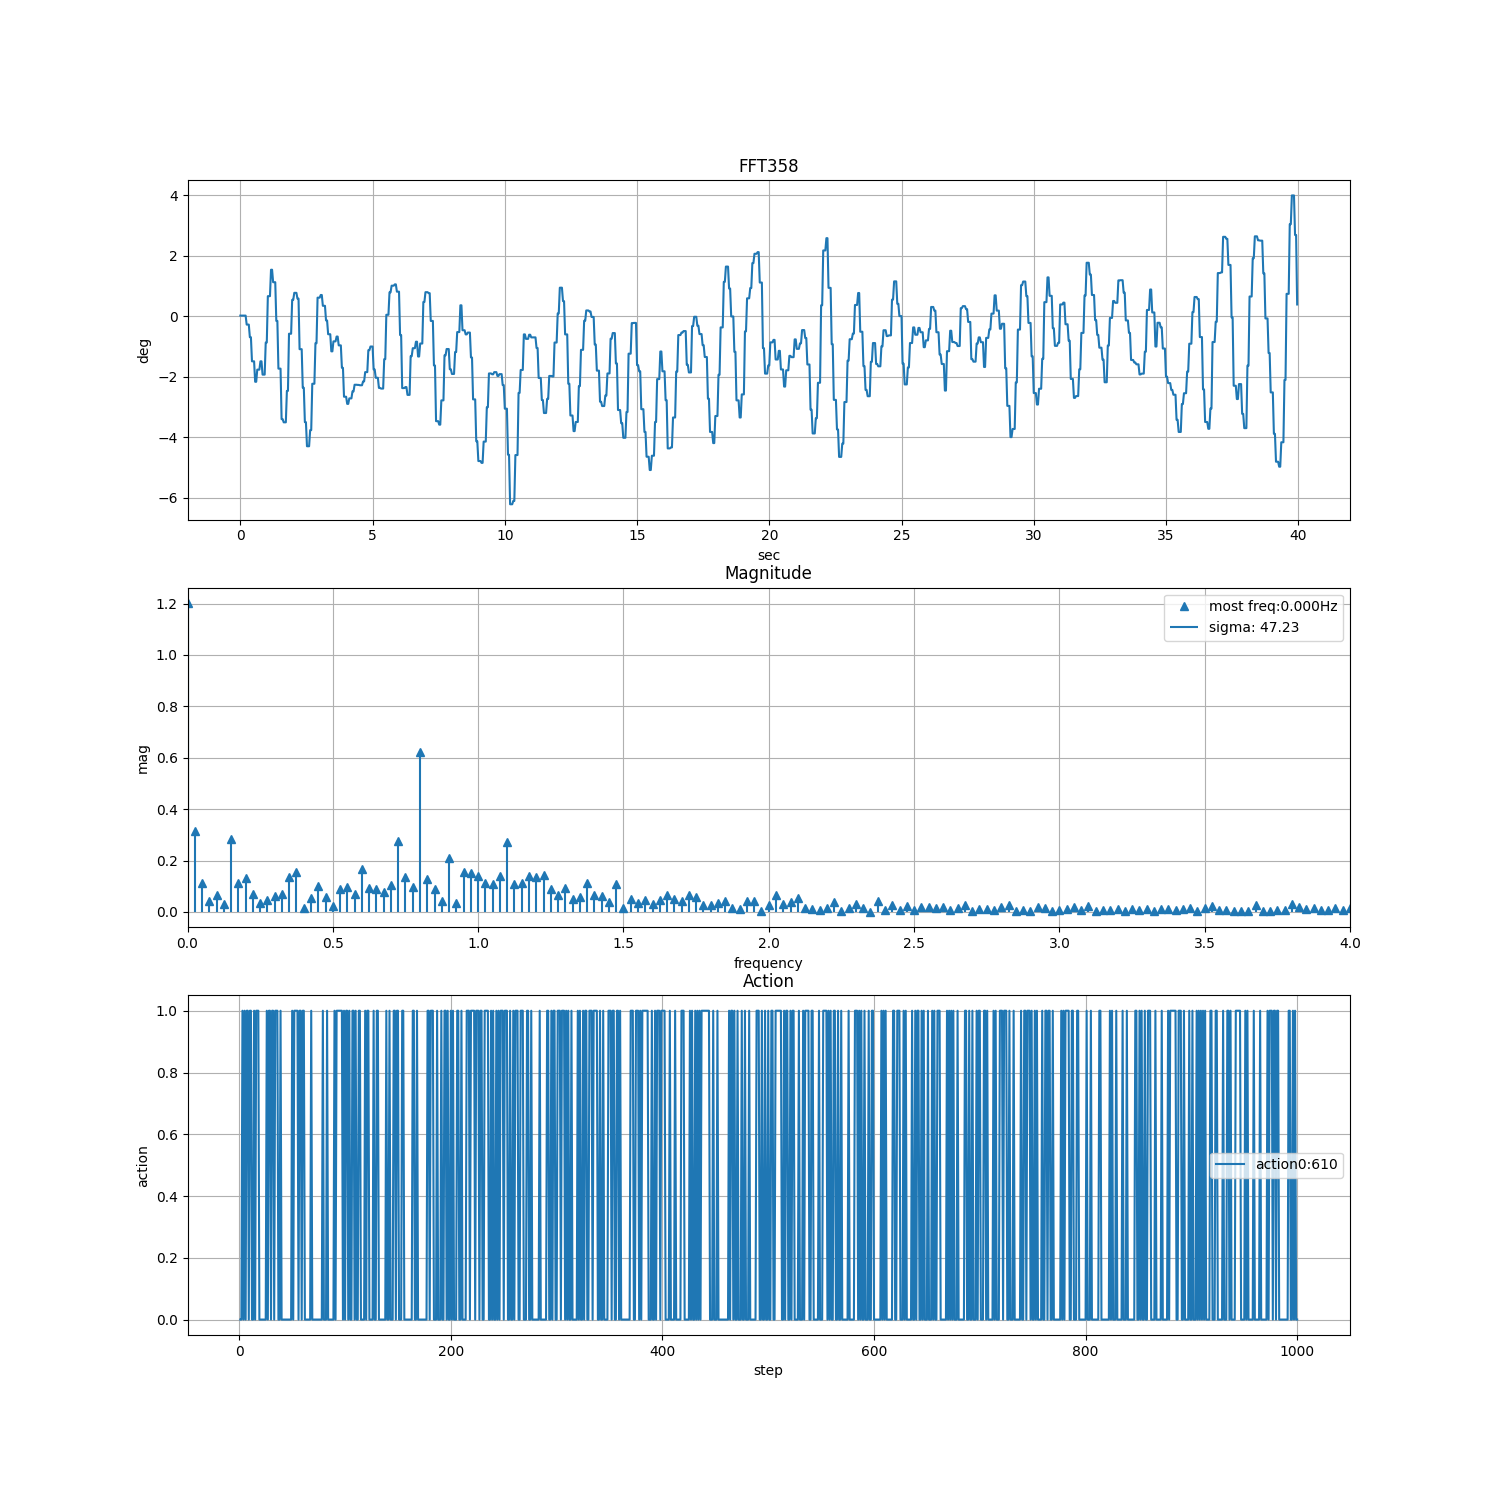 FFT358
4
2
0
−2
−4
−6
deg
0 5 10 15 20 25 30 35 40
sec
Magnitude
1.2
1.0
0.8
0.6
0.4
0.2
0.0
mag
most freq:0.000Hz
sigma: 47.23
0.0 0.5 1.0 1.5 2.0 2.5 3.0 3.5 4.0
frequency
Action
1.0
0.8
0.6
0.4
0.2
0.0
action
action0:610
0 200 400 600 800 1000
step